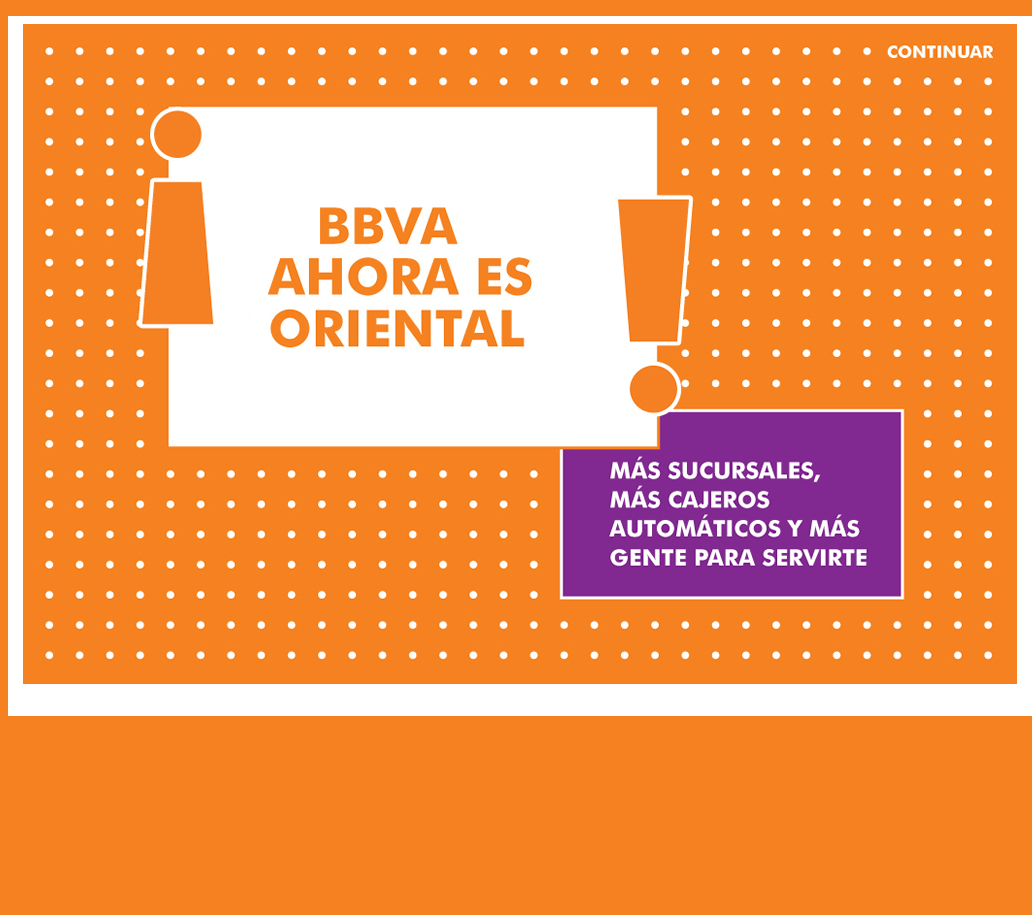 CONTINUAR
BBVA
AHORA ES
ORIENTAL
MÁS SUCURSALES,
MÁS CAJEROS
AUTOMÁTICOS Y MÁS
GENTE PARA SERVIRTE